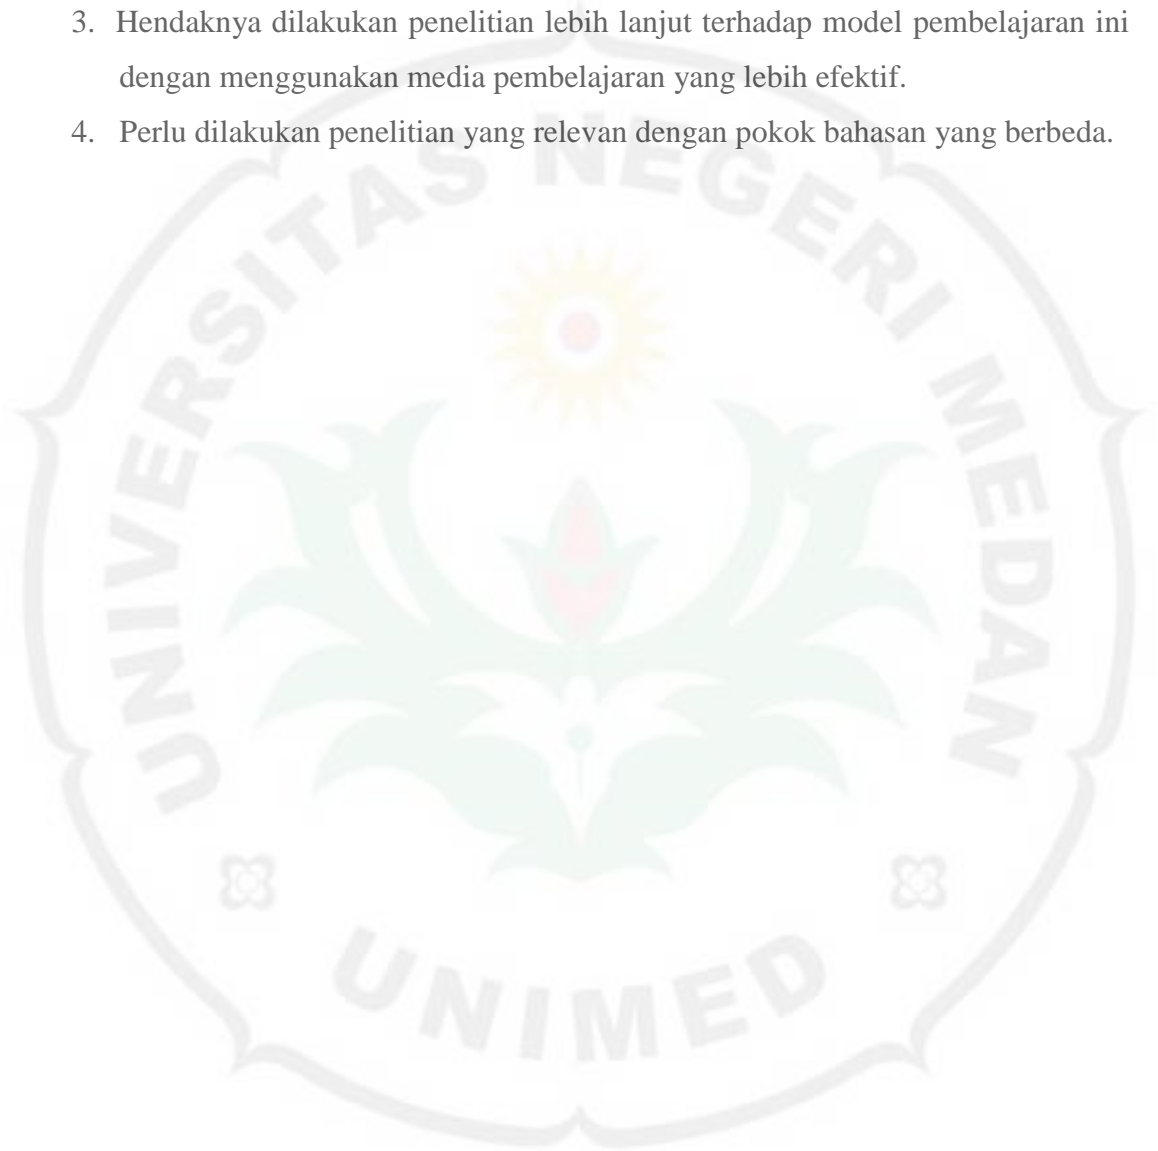 3. Hendaknya dilakukan penelitian lebih lanjut terhadap model pembelajaran ini
dengan menggunakan media pembelajaran yang lebih efektif.
4. Perlu dilakukan penelitian yang relevan dengan pokok bahasan yang berbeda.
UNIVERSITAS NEGERI MEDAN
UNIMED